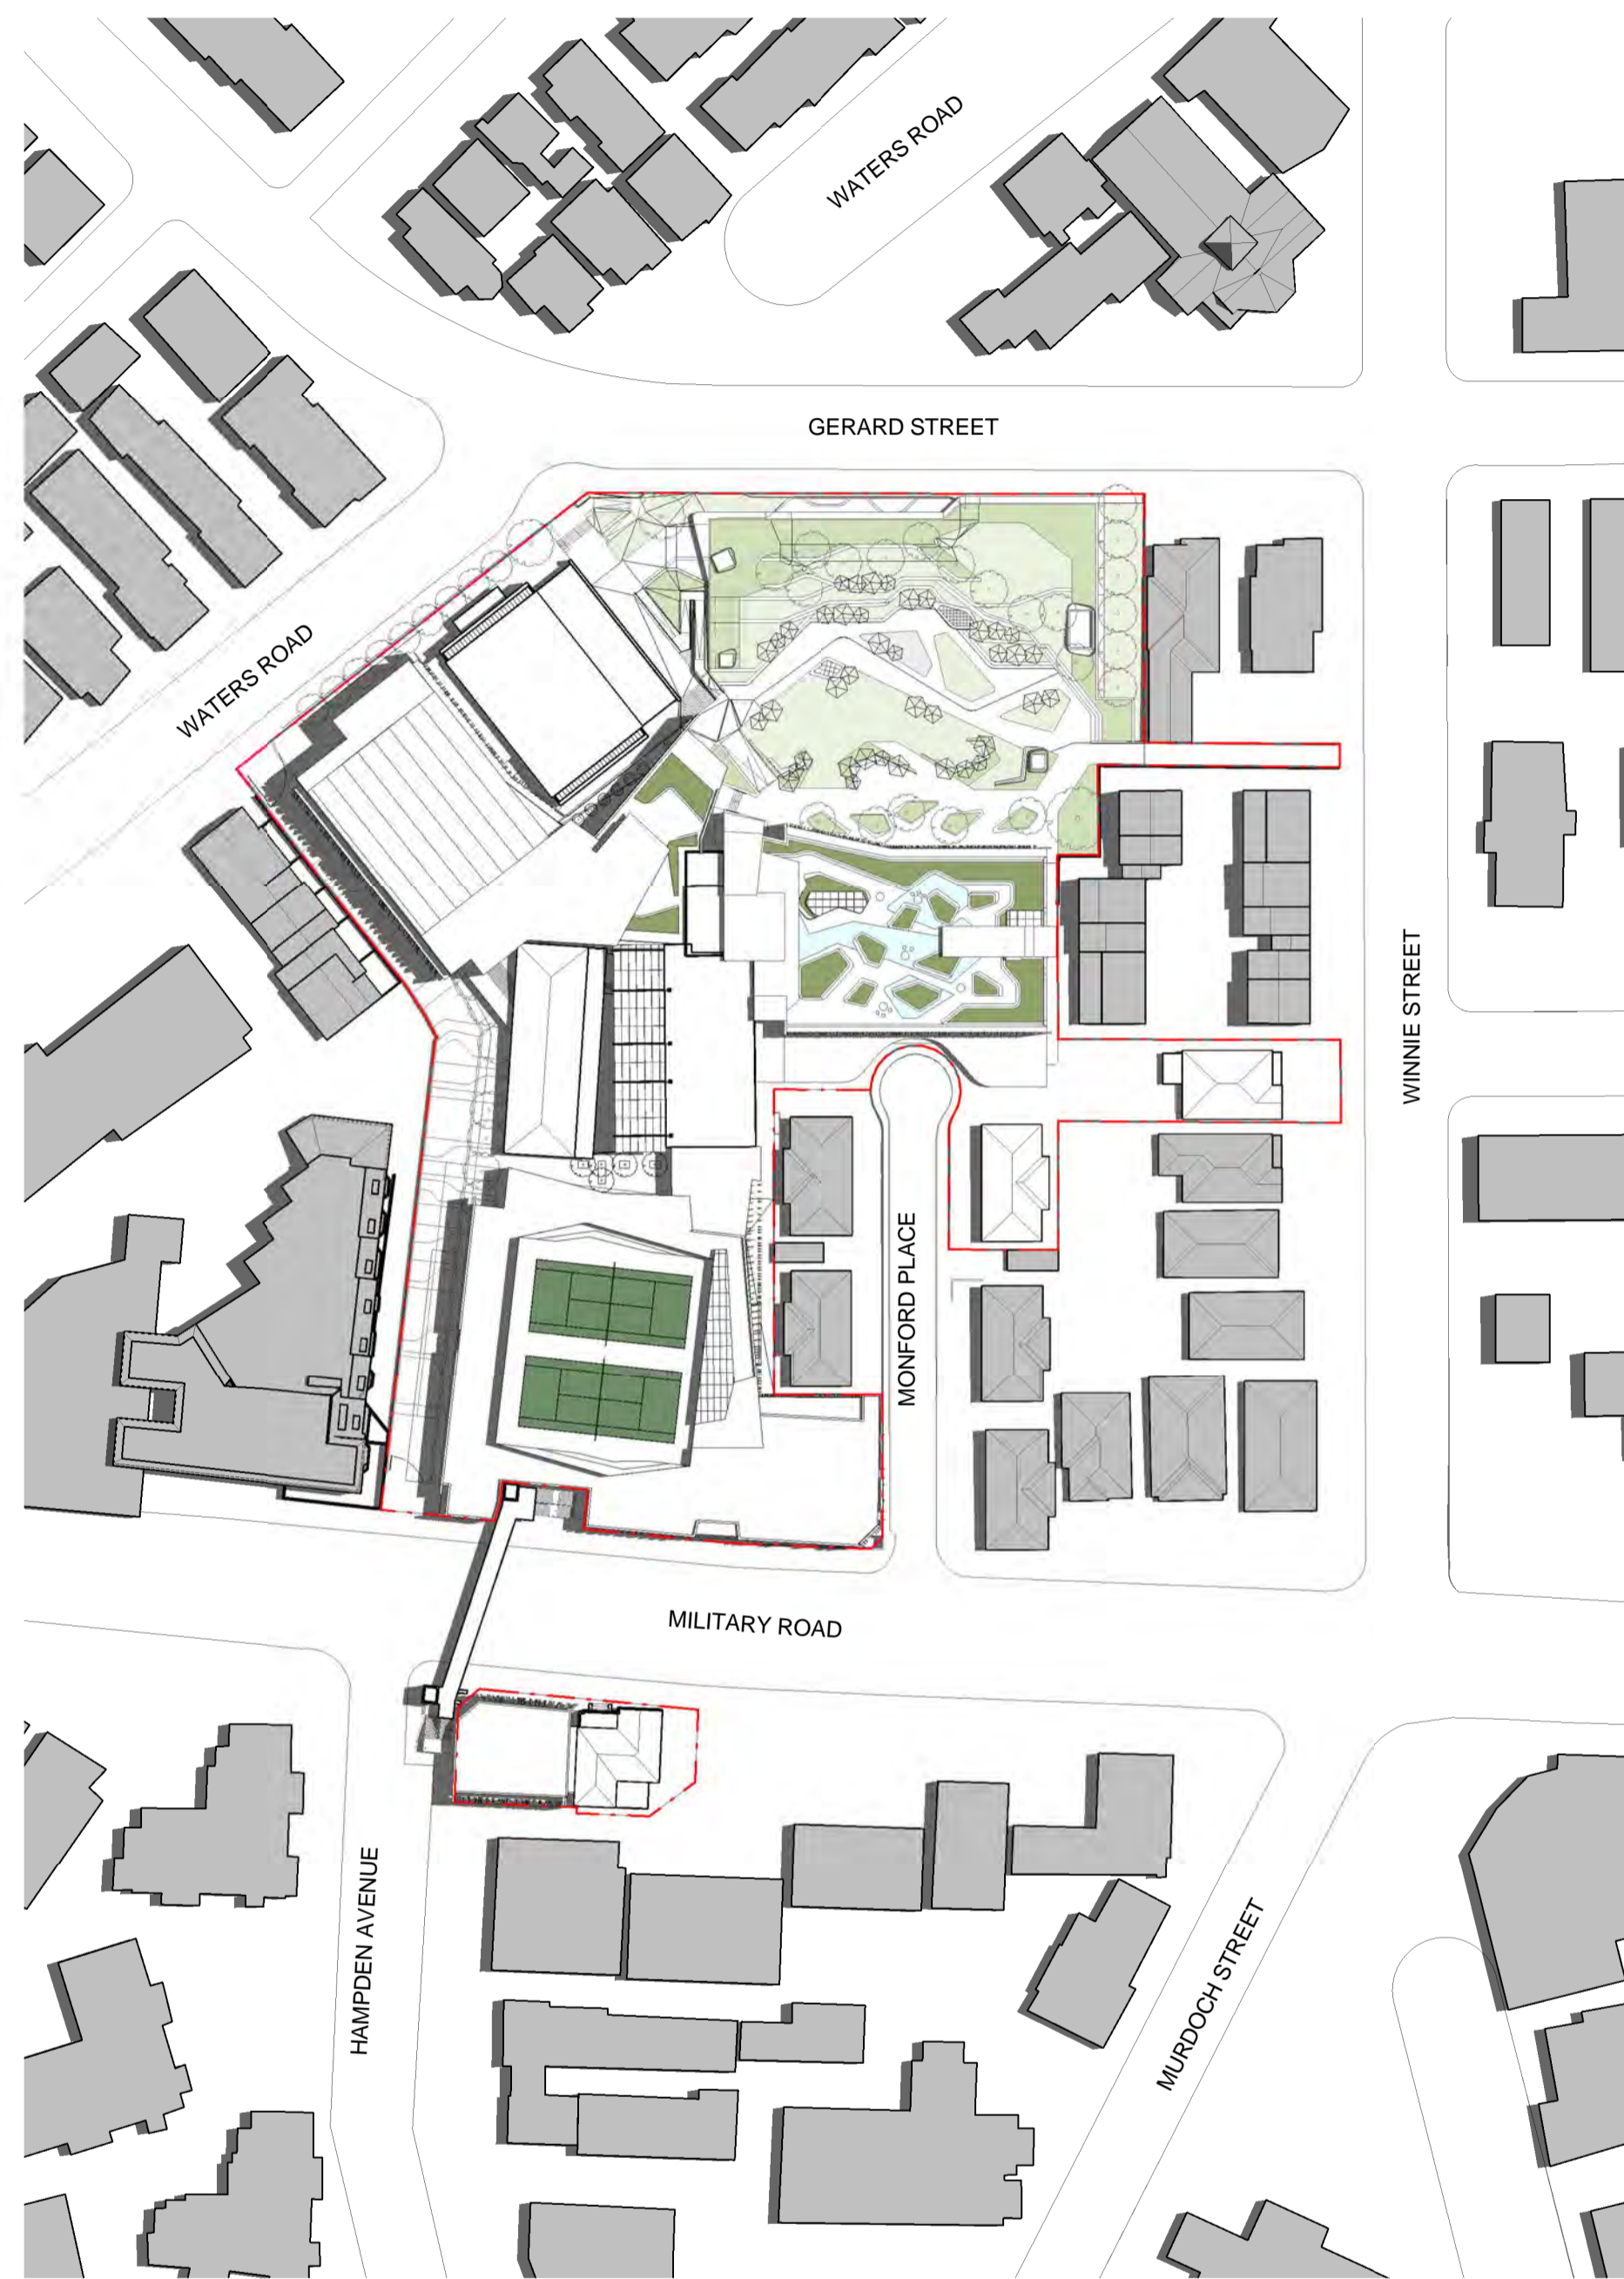 WATERS ROAD
GERARD STREET
WATERS ROAD
WINNIE STREET
MONFORD PLACE
MILITARY ROAD
HAMPDEN AVENUE
MURDOCH STREET